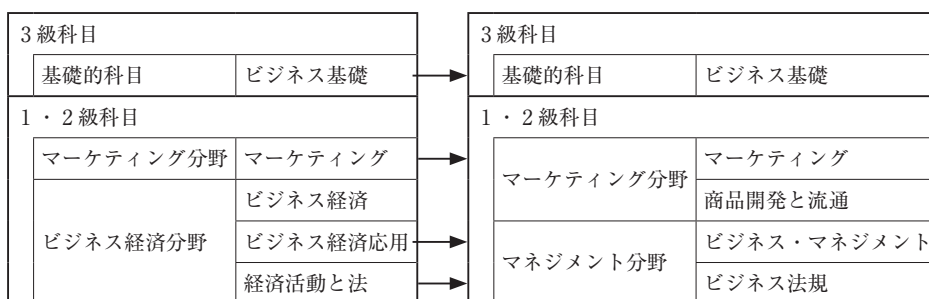 3級科目
基礎的科目
ビジネス基礎
1・2級科目
マーケティング分野
マーケティング
ビジネス経済分野
ビジネス経済
ビジネス経済応用
経済活動と法
3級科目
基礎的科目
ビジネス基礎
1・2級科目
マーケティング分野
マーケティング
商品開発と流通
マネジメント分野
ビジネス・マネジメント
ビジネス法規